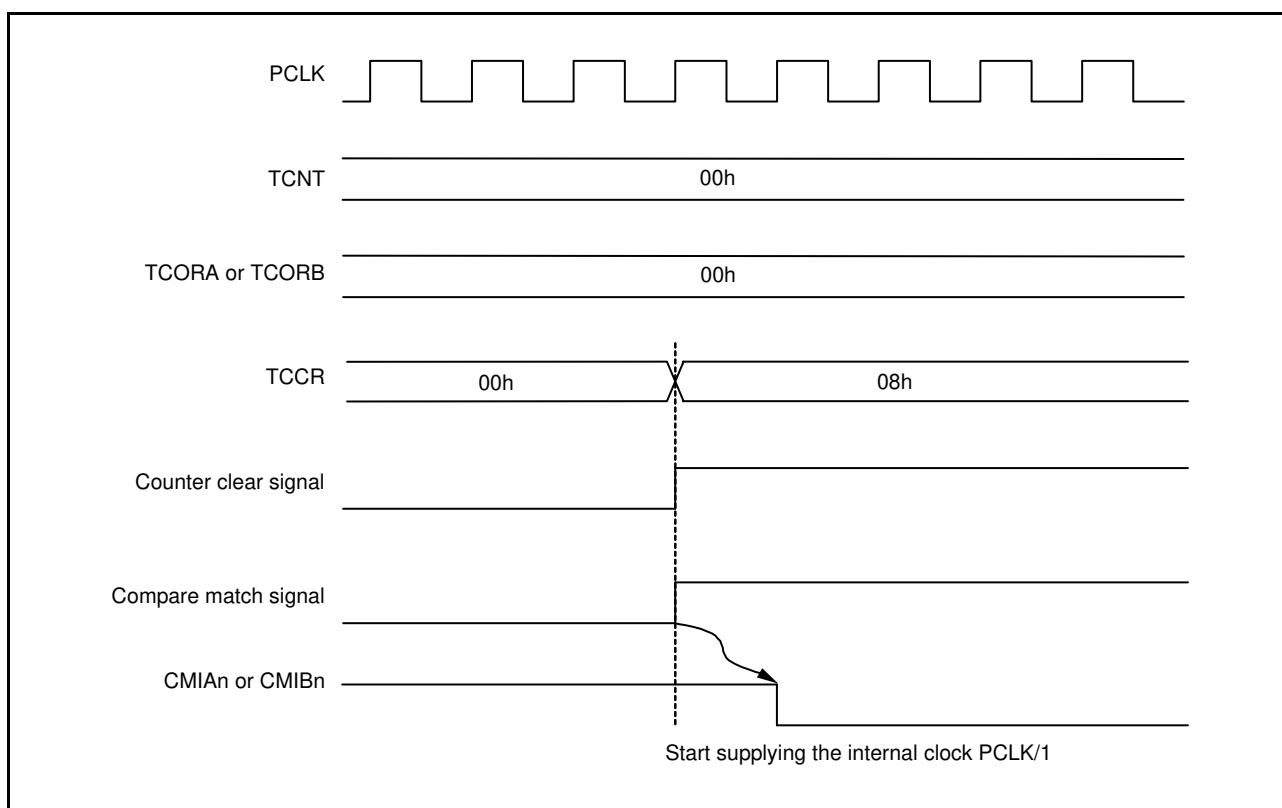 PCLK
TCNT
00h
TCORA or TCORB
00h
TCCR
00h
08h
Counter clear signal
Compare match signal
CMIAn or CMIBn
Start supplying the internal clock PCLK/1